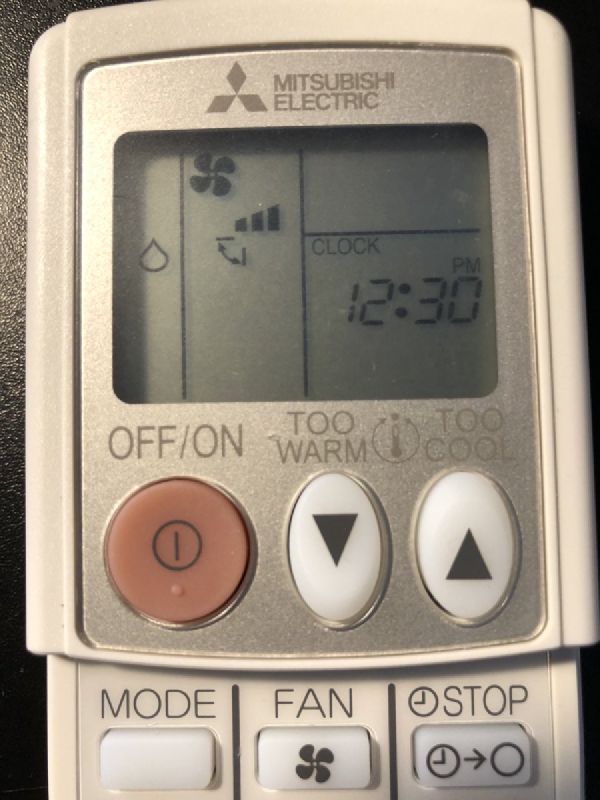 MITSUBISHI
ELECTRIC
CLOCK
PM
12:30
OFF/ON
TOO
WARM
TOO
COOL
MODE
FAN
STOP